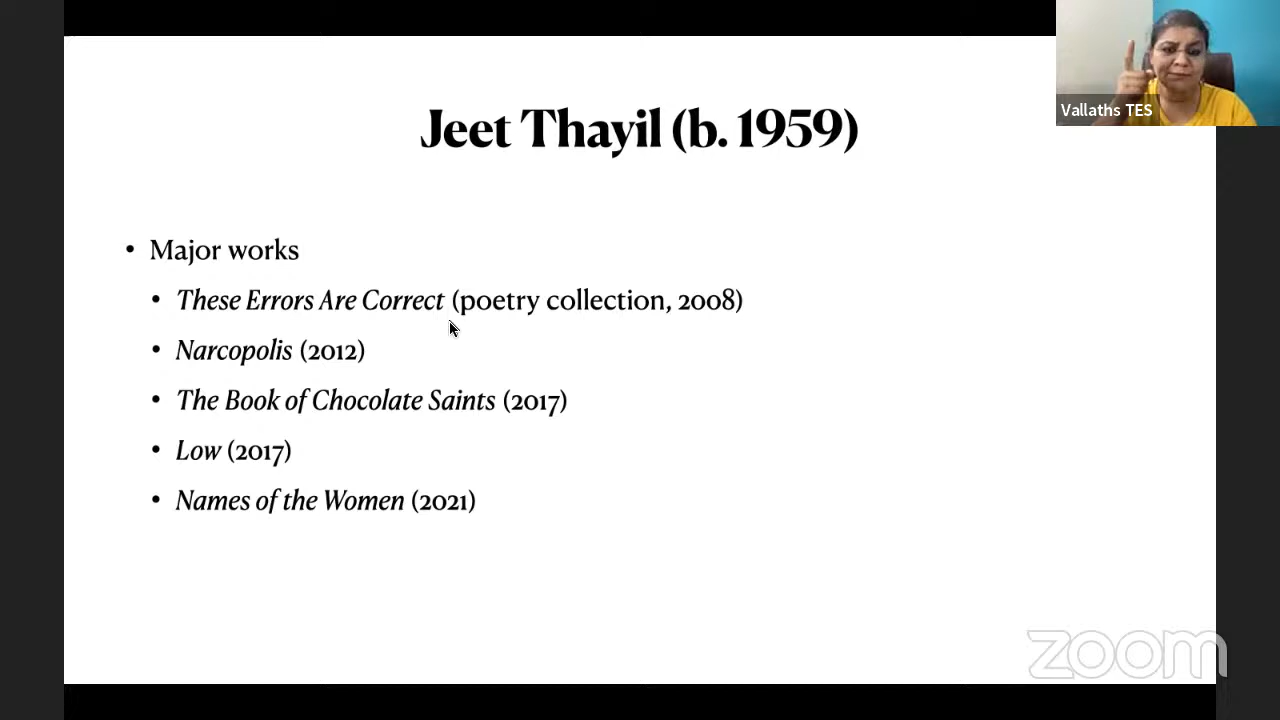 Vallaths TES
Jeet Thayil (b. 1959)
• Major works
• These Errors Are Correct (poetry collection, 2008)
• Narcopolis (2012)
• The Book of Chocolate Saints (2017)
• Low (2017)
• Names of the Women (2021)
zoom